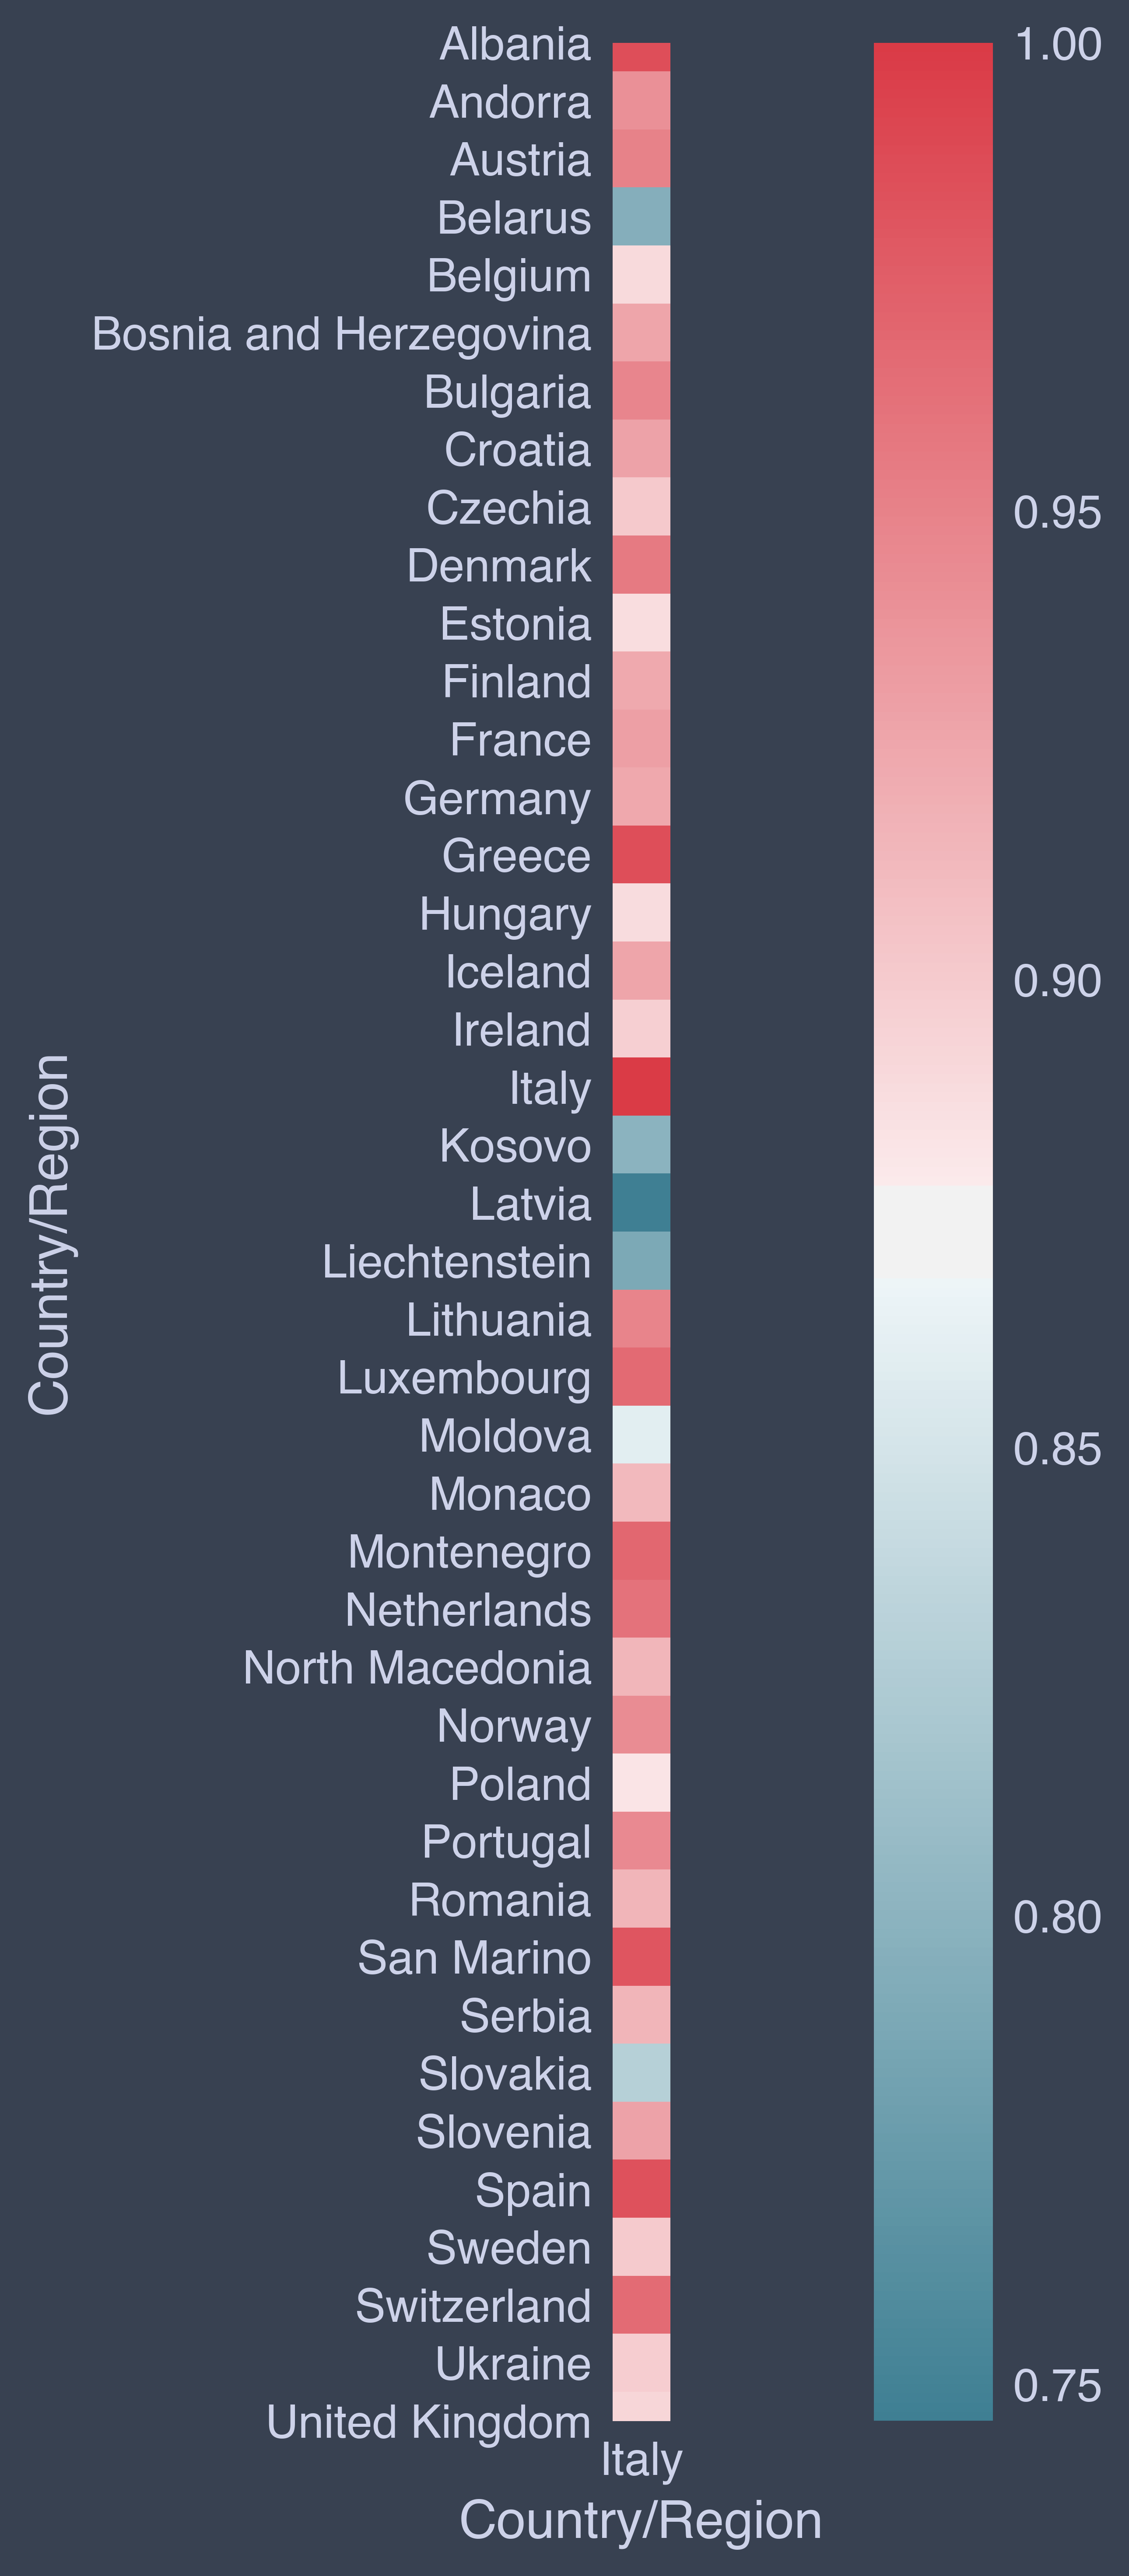 Albania
Andorra
Austria
Belarus
Belgium
Bosnia and Herzegovina
Bulgaria
Croatia
Czechia
Denmark
Estonia
Finland
France
Germany
Greece
Hungary
Iceland
Ireland
Italy
Kosovo
Latvia
Liechtenstein
Lithuania
Luxembourg
Moldova
Monaco
Montenegro
Netherlands
North Macedonia
Norway
Poland
Portugal
Romania
San Marino
Serbia
Slovakia
Slovenia
Spain
Sweden
Switzerland
Ukraine
United Kingdom
Country/Region
Italy
Country/Region
1.00
0.95
0.90
0.85
0.80
0.75